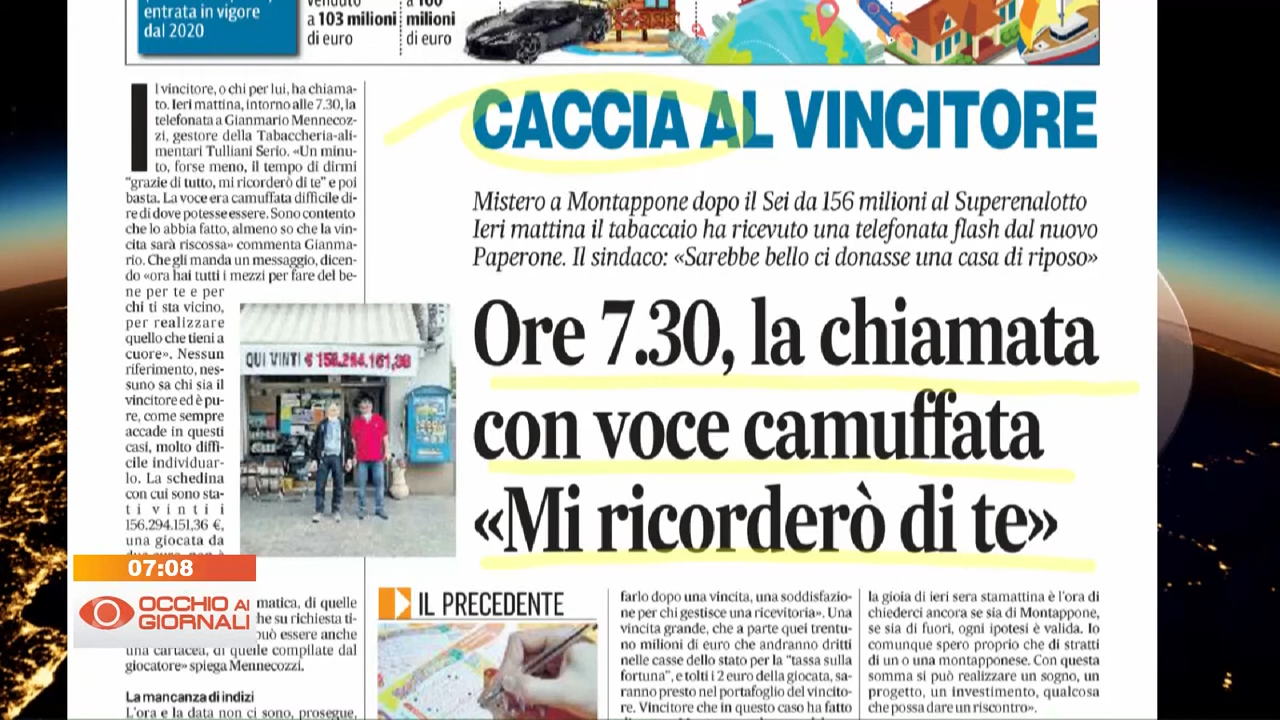 entrata in vigore
dal 2020
venduto
a 103 milioni
di euro
a 100
milioni
di euro
Il vincitore, o chi per lui, ha chiama-
to. Ieri mattina, intorno alle 7.30, la
telefonata a Gianmario Mennecoz-
zi, gestore della Tabaccheria-ali-
mentari Tulliani Serio. «Un minu-
to, forse meno, il tempo di dirmi
"grazie di tutto, mi ricorderò di te" e poi
basta. La voce era camuffata difficile di-
re di dove potesse essere. Sono contento
che lo abbia fatto, almeno so che la vin-
cita sarà riscossa» commenta Gianma-
rio. Che gli manda un messaggio, dicen-
do «ora hai tutti i mezzi per fare del be-
ne per te e per
chi ti sta vicino,
per realizzare
quello che tieni a
cuore». Nessun
riferimento, nes-
suno sa chi sia il
vincitore ed è pu-
re, come sempre
accade in questi
casi, molto diffi-
cile individuar-
lo. La schedina
con cui sono sta-
ti vinti i
156.294.151,36 €,
una giocata da
matica, di quelle
he su richiesta ti-
può essere anche
una cartacea, di quelle compilate dal
giocatore» spiega Mennecozzi.
La mancanza di indizi
L'ora e la data non ci sono, prosegue,
CACCIA AL VINCITORE
Mistero a Montappone dopo il Sei da 156 milioni al Superenalotto
Ieri mattina il tabaccaio ha ricevuto una telefonata flash dal nuovo
Paperone. Il sindaco: «Sarebbe bello ci donasse una casa di riposo»
Ore 7.30, la chiamata
con voce camuffata
«Mi ricorderò di te»
QUI VINTI €
IL PRECEDENTE
farlo dopo una vincita, una soddisfazio-
ne per chi gestisce una ricevitoria». Una
vincita grande, che a parte quei trentu-
no milioni di euro che andranno dritti
nelle casse dello stato per la "tassa sulla
fortuna", e tolti i 2 euro della giocata, sa-
ranno presto nel portafoglio del vincito-
re. Vincitore che in questo caso ha fatto
la gioia di ieri sera stamattina è l'ora di
chiederci ancora se sia di Montappone,
se sia di fuori, ogni ipotesi è valida. Io
comunque spero proprio che di stratti
di un o una montapponese. Con questa
somma si può realizzare un sogno, un
progetto, un investimento, qualcosa
che possa dare un riscontro».
07:08
OCCHIO AI
GIORNALI